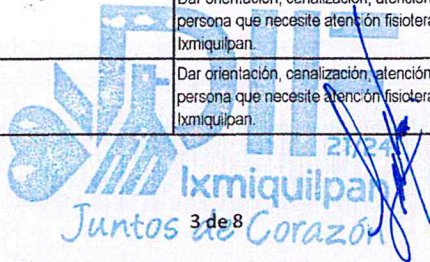 Dar orientación, canalización, atención
persona que necesite atención fisiotera
Ixmiquilpan.
Dar orientación, canalización, atención
persona que necesite atención fisiotera
Ixmiquilpan.
DIF
21/24
Ixmiquilpan
Juntos de Corazón
3 de 8